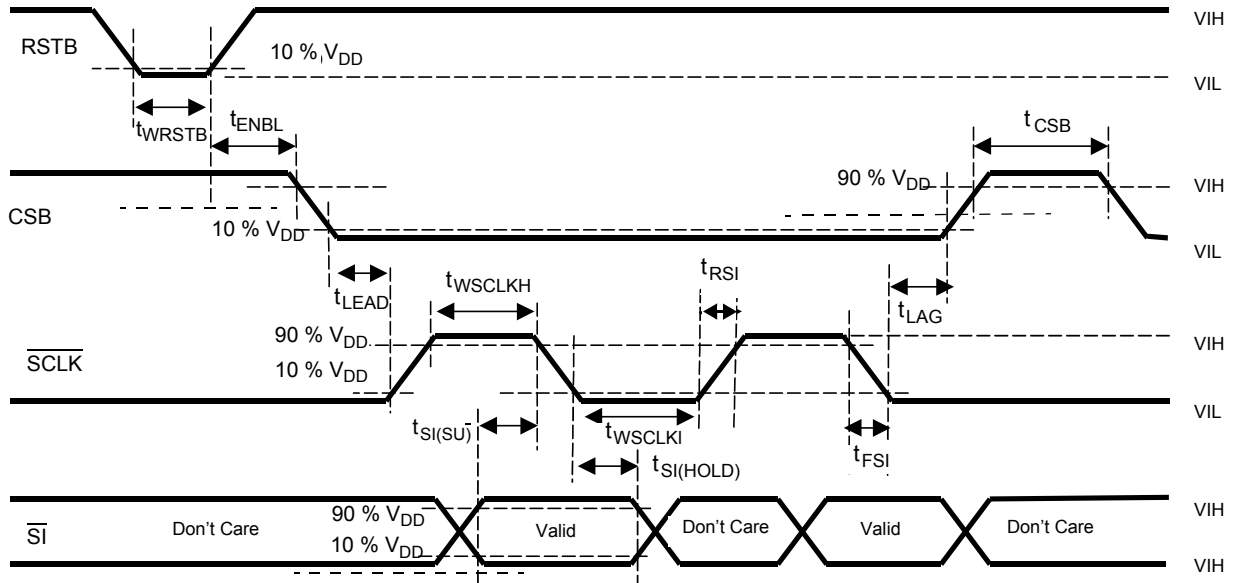 VIH
RSTB
10 % VDD
VIL
tWRSTB
tENBL
tCSB
90 % VDD
VIH
CSB
10 % VDD
VIL
tLEAD
tWSCLKH
tRSI
tLAG
90 % VDD
VIH
SCLK
10 % VDD
VIL
tSI(SU)
tWSCLKI
tFSI
tSI(HOLD)
90 % VDD
VIH
SI
Don't Care
Valid
Don't Care
Valid
Don't Care
10 % VDD
VIH